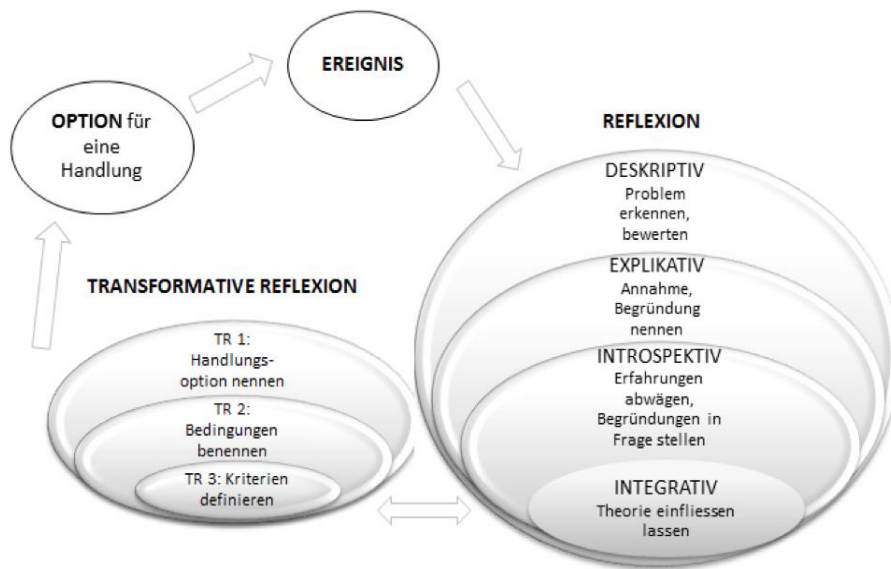 EREIGNIS
OPTION für
eine
Handlung
REFLEXION
DESKRIPTIV
Problem
erkennen,
bewerten
EXPLIKATIV
Annahme,
Begründung
nennen
INTROSPEKTIV
Erfahrungen
abwägen,
Begründungen in
Frage stellen
INTEGRATIV
Theorie einfliessen
lassen
TRANSFORMATIVE REFLEXION
TR 1:
Handlungs-
option nennen
TR 2:
Bedingungen
benennen
TR 3: Kriterien
definieren